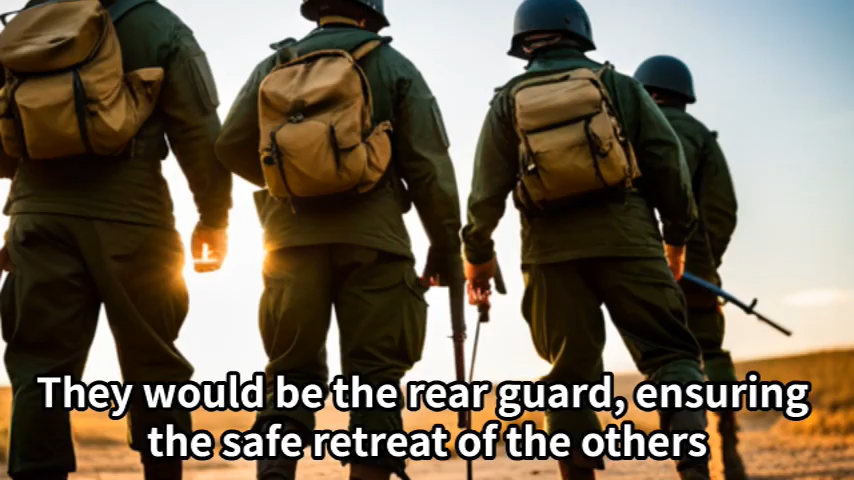 They would be the rear guard, ensuring
the safe retreat of the others